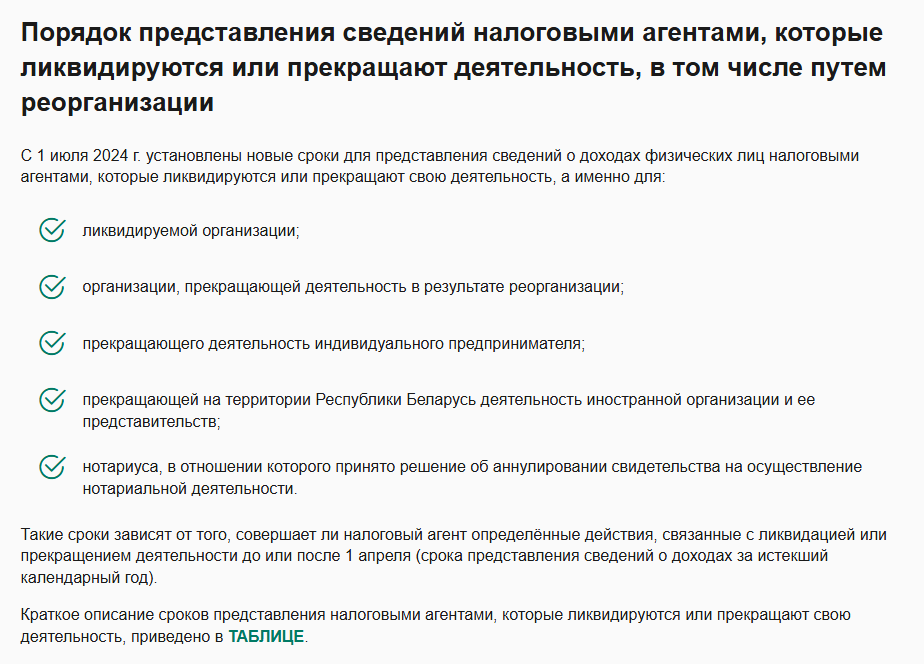 Порядок представления сведений налоговыми агентами, которые
ликвидируются или прекращают деятельность, в том числе путем
реорганизации
С 1 июля 2024 г. установлены новые сроки для представления сведений о доходах физических лиц налоговыми
агентами, которые ликвидируются или прекращают свою деятельность, а именно для:
ликвидируемой организации;
организации, прекращающей деятельность в результате реорганизации;
прекращающего деятельность индивидуального предпринимателя;
прекращающей на территории Республики Беларусь деятельность иностранной организации и ее
представительств;
нотариуса, в отношении которого принято решение об аннулировании свидетельства на осуществление
нотариальной деятельности.
Такие сроки зависят от того, совершает ли налоговый агент определённые действия, связанные с ликвидацией или
прекращением деятельности до или после 1 апреля (срока представления сведений о доходах за истекший
календарный год).
Краткое описание сроков представления налоговыми агентами, которые ликвидируются или прекращают свою
деятельность, приведено в ТАБЛИЦЕ.